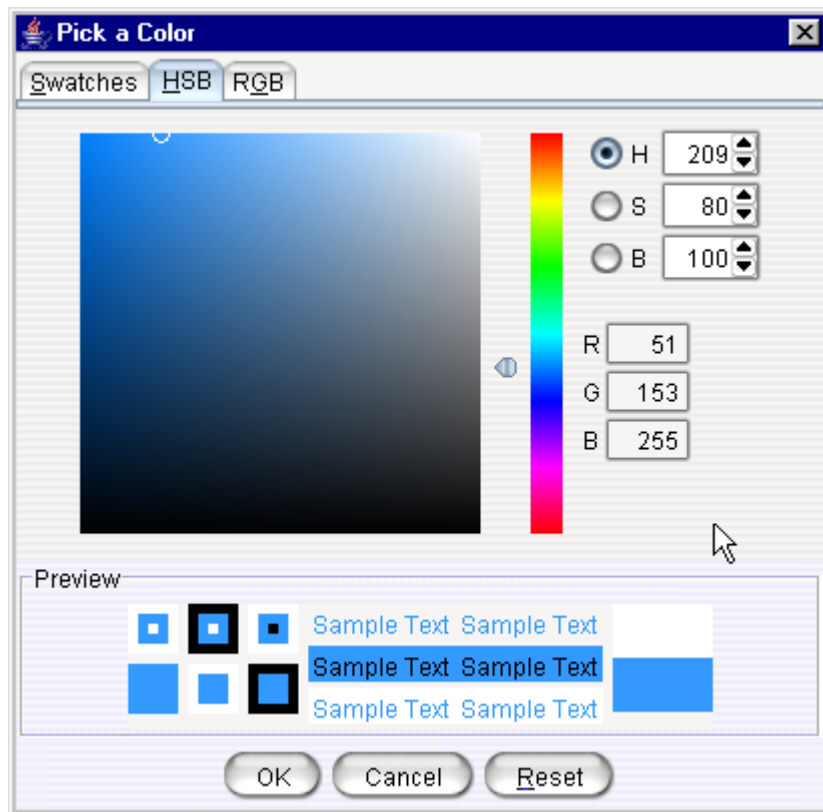 Pick a Color
Swatches HSB RGB
H 209
S 80
B 100
R 51
G 153
B 255
Preview
Sample Text Sample Text
Sample Text Sample Text
Sample Text Sample Text
OK Cancel Reset